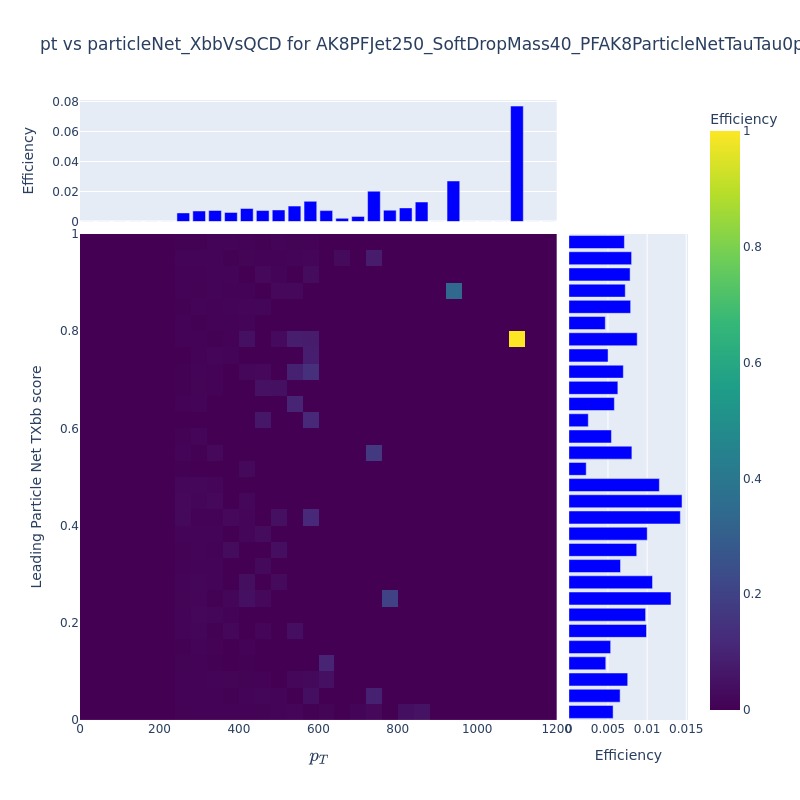 pt vs particleNet_XbbVsQCD for AK8PFJet250_SoftDropMass40_PFAK8ParticleNetTauTau0p
Efficiency
0.08
0.06
0.04
0.02
0
Efficiency
1
0.8
0.6
0.4
0.2
0
Leading Particle Net TXbb score
1
0.8
0.6
0.4
0.2
0
0 200 400 600 800 1000 1200
p_T
0 0.005 0.01 0.015
Efficiency